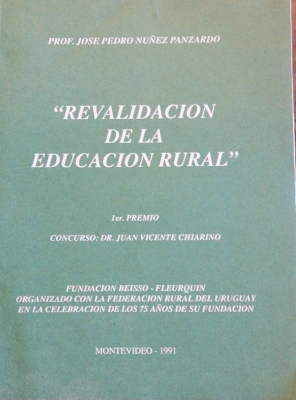 PROF. JOSE PEDRO NUÑEZ PANZARDO
"REVALIDACION
DE LA
EDUCACION RURAL"
1er. PREMIO
CONCURSO: DR. JUAN VICENTE CHIARINO
FUNDACION BEISSO - FLEURQUIN
ORGANIZADO CON LA FEDERACION RURAL DEL URUGUAY
EN LA CELEBRACION DE LOS 75 AÑOS DE SU FUNDACION
MONTEVIDEO - 1991